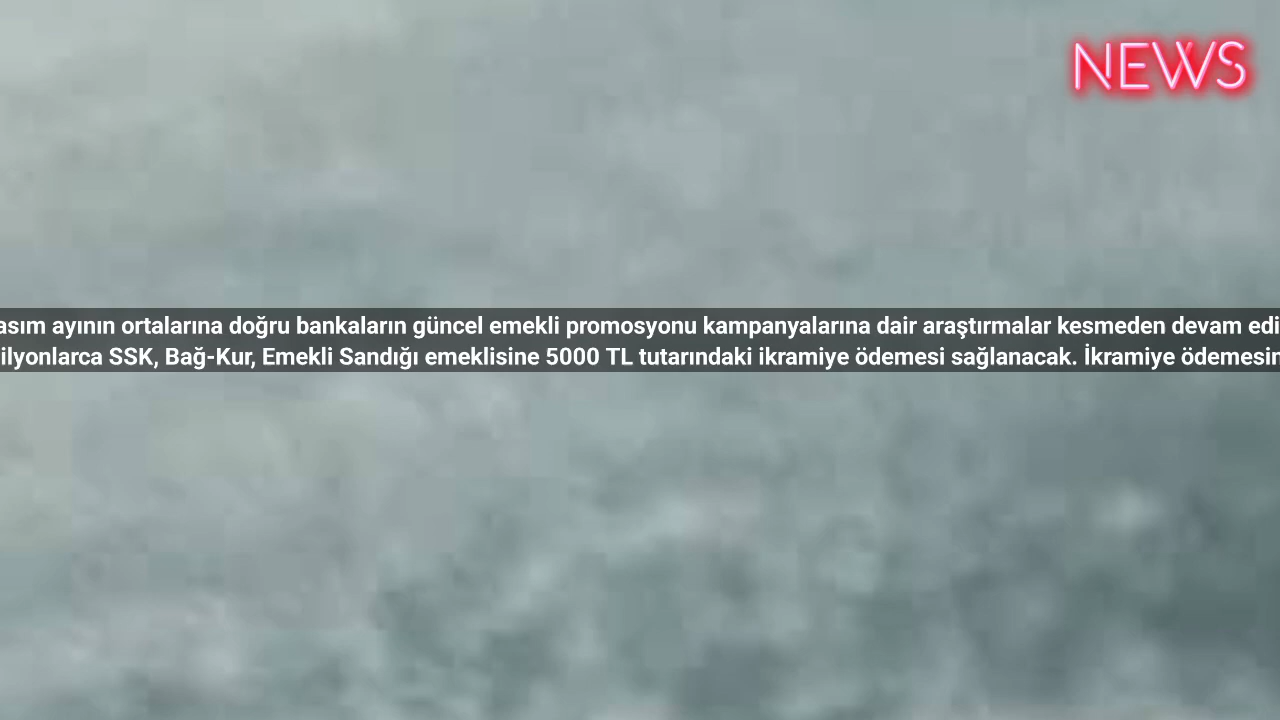 NEWS
asım ayının ortalarına doğru bankaların güncel emekli promosyonu kampanyalarına dair araştırmalar kesmeden devam edi
ilyonlarca SSK, Bağ-Kur, Emekli Sandığı emeklisine 5000 TL tutarındaki ikramiye ödemesi sağlanacak. İkramiye ödemesin